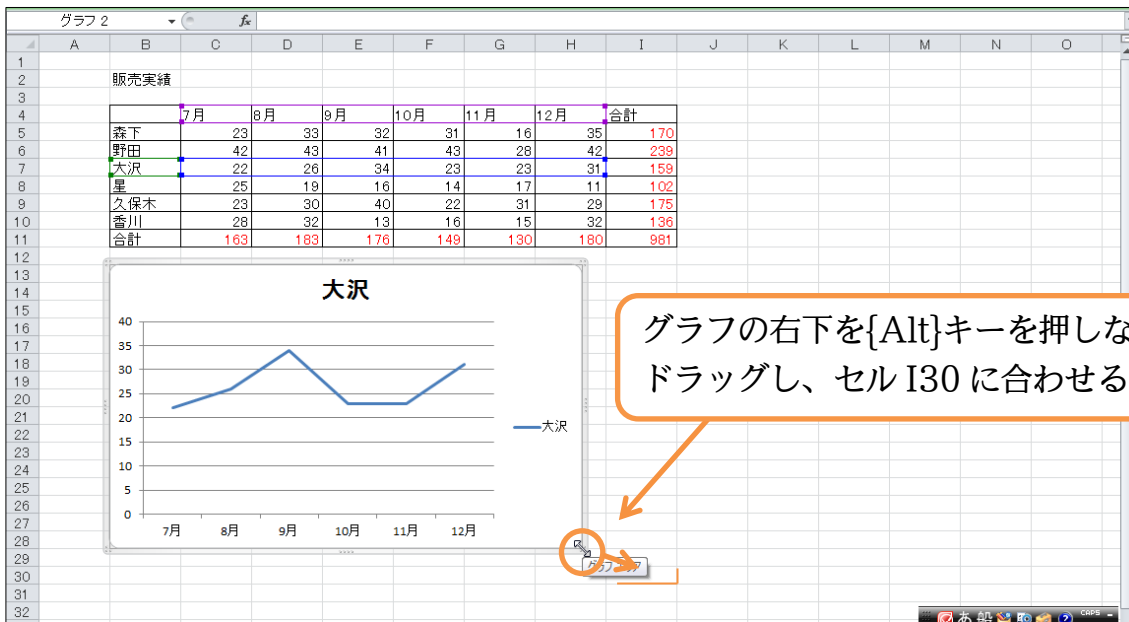 グラフ 2 fx
A B C D E F G H I J K L M N O
1
2 販売実績
3
4 7月 8月 9月 10月 11月 12月 合計
5 森下 23 33 32 31 16 35 170
6 野田 42 43 41 43 28 42 239
7 大沢 22 26 34 23 23 31 159
8 星 25 19 16 14 17 11 102
9 久保木 23 30 40 22 31 29 175
10 香川 28 32 13 16 15 32 136
11 合計 163 183 176 149 130 180 981
12
13
14
15
16
17
18
19
20
21
22
23
24
25
26
27
28
29
30
31
32
大沢
40
35
30
25
20
15
10
5
0
7月 8月 9月 10月 11月 12月
大沢
グラフの右下を{Alt}キーを押しな
ドラッグし、セル I30 に合わせる
あ 般 CAPS